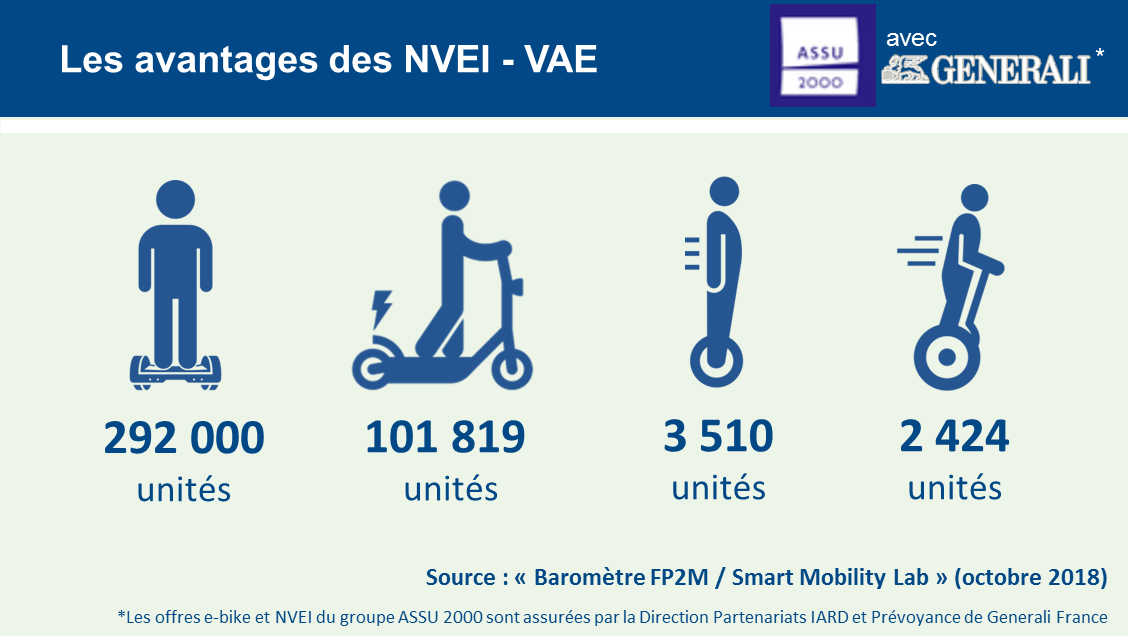 Les avantages des NVEI - VAE
ASSU
2000
avec
GENERALI *
292 000
unités
101 819
unités
3 510
unités
2 424
unités
Source : « Baromètre FP2M / Smart Mobility Lab » (octobre 2018)
*Les offres e-bike et NVEI du groupe ASSU 2000 sont assurées par la Direction Partenariats IARD et Prévoyance de Generali France